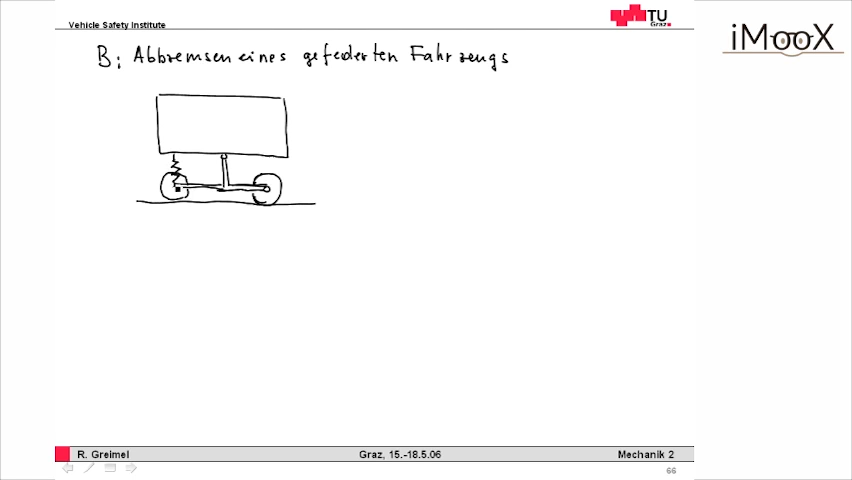 Vehicle Safety Institute
TU
Graz
iMooX
B: Abbremsen eines gefederten Fahrzeugs
R. Greimel
Graz, 15.-18.5.06
Mechanik 2
66